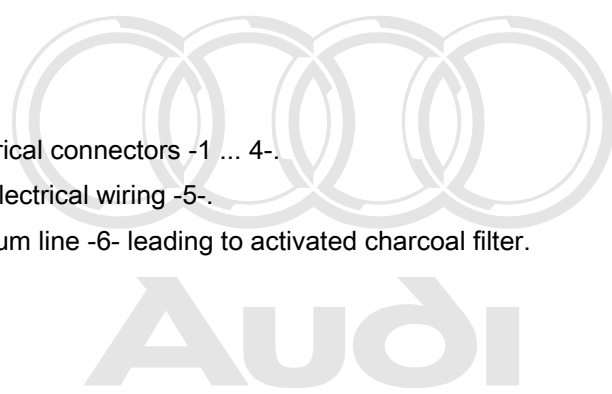 rical connectors -1 ... 4-.
lectrical wiring -5-.
um line -6- leading to activated charcoal filter.
Audi